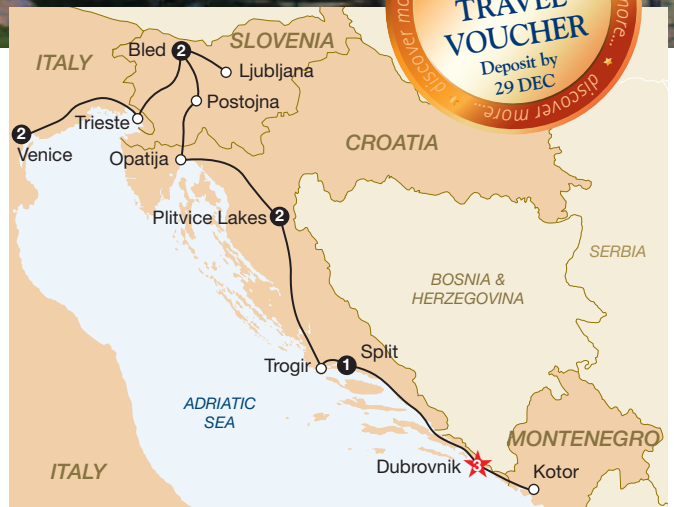 TRAVEL
VOUCHER
Deposit by
29 DEC
discover more...
discover more...
SLOVENIA
Bled 2
ITALY
Ljubljana
Postojna
Trieste
2
Venice
Opatija
CROATIA
Plitvice Lakes 2
SERBIA
BOSNIA &
HERZEGOVINA
Split
Trogir 1
ADRIATIC
SEA
MONTENEGRO
Dubrovnik 3
Kotor
ITALY